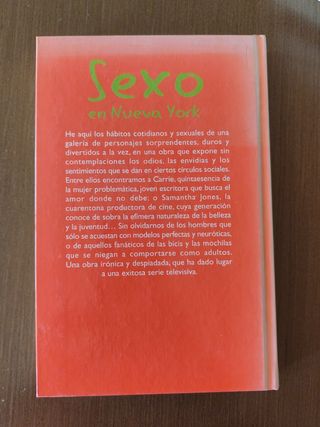 Sexo
en Nueva York
He aquí los hábitos cotidianos y sexuales de una
galería de personajes sorprendentes, duros y
divertidos a la vez, en una obra que expone sin
contemplaciones los odios, las envidias y los
sentimientos que se dan en ciertos círculos sociales.
Entre ellos encontramos a Carrie, quintaesencia de
la mujer problemática, joven escritora que busca el
amor donde no debe: o Samantha Jones, la
cuarentona productora de cine, cuya generación
conoce de sobra la efímera naturaleza de la belleza
y la juventud... Sin olvidarnos de los hombres que
sólo se acuestan con modelos perfectas y neuróticas,
o de aquellos fanáticos de las bicis y las mochilas
que se niegan a comportarse como adultos.
Una obra irónica y despiadada, que ha dado lugar
a una exitosa serie televisiva.